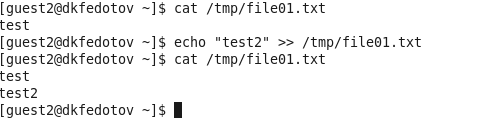 [guest2@dkfedotov ~]$ cat /tmp/file01.txt
test
[guest2@dkfedotov ~]$ echo "test2" >> /tmp/file01.txt
[guest2@dkfedotov ~]$ cat /tmp/file01.txt
test
test2
[guest2@dkfedotov ~]$